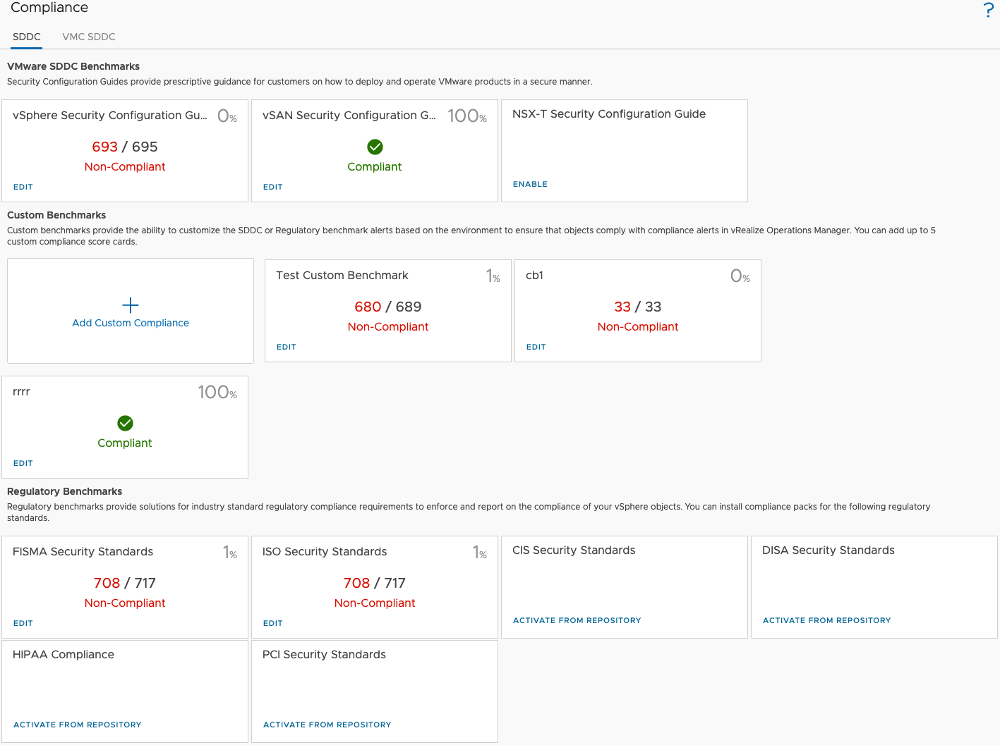 Compliance
?
SDDC VMC SDDC
VMware SDDC Benchmarks
Security Configuration Guides provide prescriptive guidance for customers on how to deploy and operate VMware products in a secure manner.
vSphere Security Configuration Gu... 0%
693 / 695
Non-Compliant
EDIT
vSAN Security Configuration G... 100%
Compliant
EDIT
NSX-T Security Configuration Guide
ENABLE
Custom Benchmarks
Custom benchmarks provide the ability to customize the SDDC or Regulatory benchmark alerts based on the environment to ensure that objects comply with compliance alerts in vRealize Operations Manager. You can add up to 5
custom compliance score cards.
Add Custom Compliance
Test Custom Benchmark 1%
680 / 689
Non-Compliant
EDIT
cb1 0%
33 / 33
Non-Compliant
EDIT
rrrr 100%
Compliant
EDIT
Regulatory Benchmarks
Regulatory benchmarks provide solutions for industry standard regulatory compliance requirements to enforce and report on the compliance of your vSphere objects. You can install compliance packs for the following regulatory
standards.
FISMA Security Standards 1%
708 / 717
Non-Compliant
EDIT
ISO Security Standards 1%
708 / 717
Non-Compliant
EDIT
CIS Security Standards
ACTIVATE FROM REPOSITORY
DISA Security Standards
ACTIVATE FROM REPOSITORY
HIPAA Compliance
ACTIVATE FROM REPOSITORY
PCI Security Standards
ACTIVATE FROM REPOSITORY